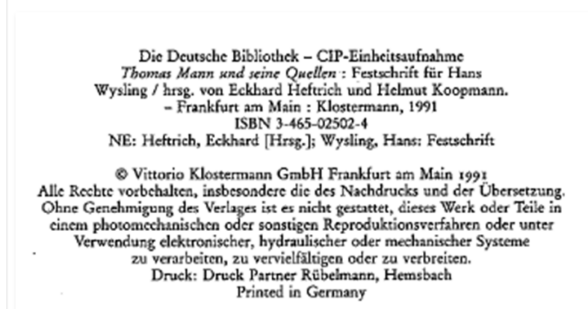 Die Deutsche Bibliothek – CIP-Einheitsaufnahme
Thomas Mann und seine Quellen : Festschrift für Hans
Wysling / hrsg. von Eckhard Heftrich und Helmut Koopmann.
– Frankfurt am Main : Klostermann, 1991
ISBN 3-465-02502-4
NE: Heftrich, Eckhard [Hrsg.]; Wysling, Hans: Festschrift
© Vittorio Klostermann GmbH Frankfurt am Main 1991
Alle Rechte vorbehalten, insbesondere die des Nachdrucks und der Übersetzung.
Ohne Genehmigung des Verlages ist es nicht gestattet, dieses Werk oder Teile in
einem photomechanischen oder sonstigen Reproduktionsverfahren oder unter
Verwendung elektronischer, hydraulischer oder mechanischer Systeme
zu verarbeiten, zu vervielfältigen oder zu verbreiten.
Druck: Druck Partner Rübelmann, Hemsbach
Printed in Germany